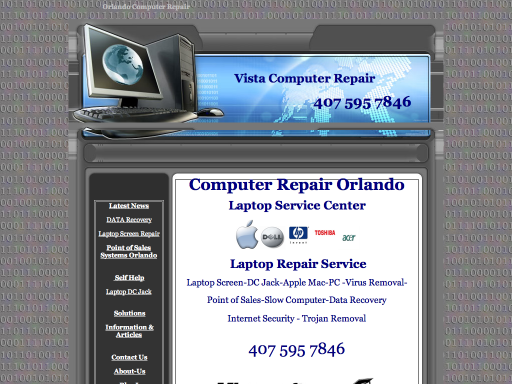 Orlando Computer Repair
Vista Computer Repair
407 595 7846
Latest News
DATA Recovery
Laptop Screen Repair
Point of Sales
Systems Orlando
Self Help
Laptop DC Jack
Solutions
Information &
Articles
Contact Us
About-Us
Computer Repair Orlando
Laptop Service Center
DELL
hp
invent
TOSHIBA
acer
Laptop Repair Service
Laptop Screen-DC Jack-Apple Mac-PC -Virus Removal-
Point of Sales-Slow Computer-Data Recovery
Internet Security - Trojan Removal
407 595 7846